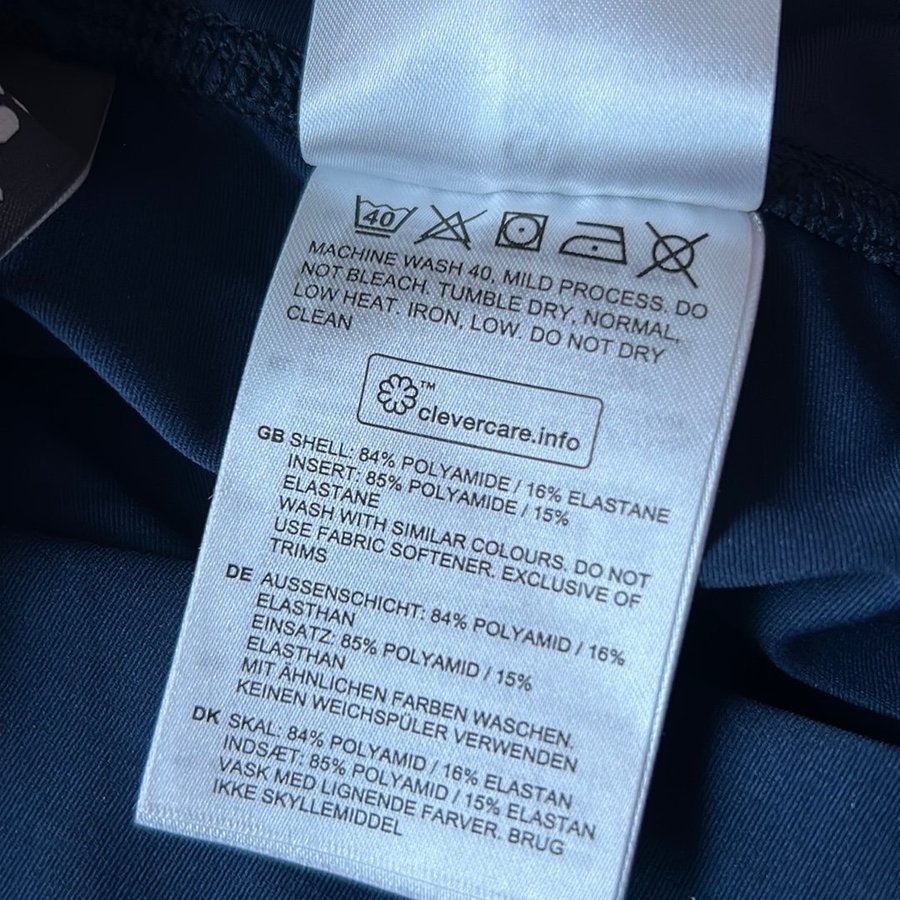 40
MACHINE WASH 40, MILD PROCESS. DO
NOT BLEACH. TUMBLE DRY, NORMAL,
LOW HEAT. IRON, LOW. DO NOT DRY
CLEAN
™
clevercare.info
GB SHELL: 84% POLYAMIDE / 16% ELASTANE
INSERT: 85% POLYAMIDE / 15%
ELASTANE
WASH WITH SIMILAR COLOURS. DO NOT
USE FABRIC SOFTENER. EXCLUSIVE OF
TRIMS
DE AUSSENSCHICHT: 84% POLYAMID / 16%
ELASTHAN
EINSATZ: 85% POLYAMID / 15%
ELASTHAN
MIT ÄHNLICHEN FARBEN WASCHEN.
KEINEN WEICHSPÜLER VERWENDEN
DK SKAL: 84% POLYAMID / 16% ELASTAN
INDSÆT: 85% POLYAMID / 15% ELASTAN
VASK MED LIGNENDE FARVER. BRUG
IKKE SKYLLEMIDDEL